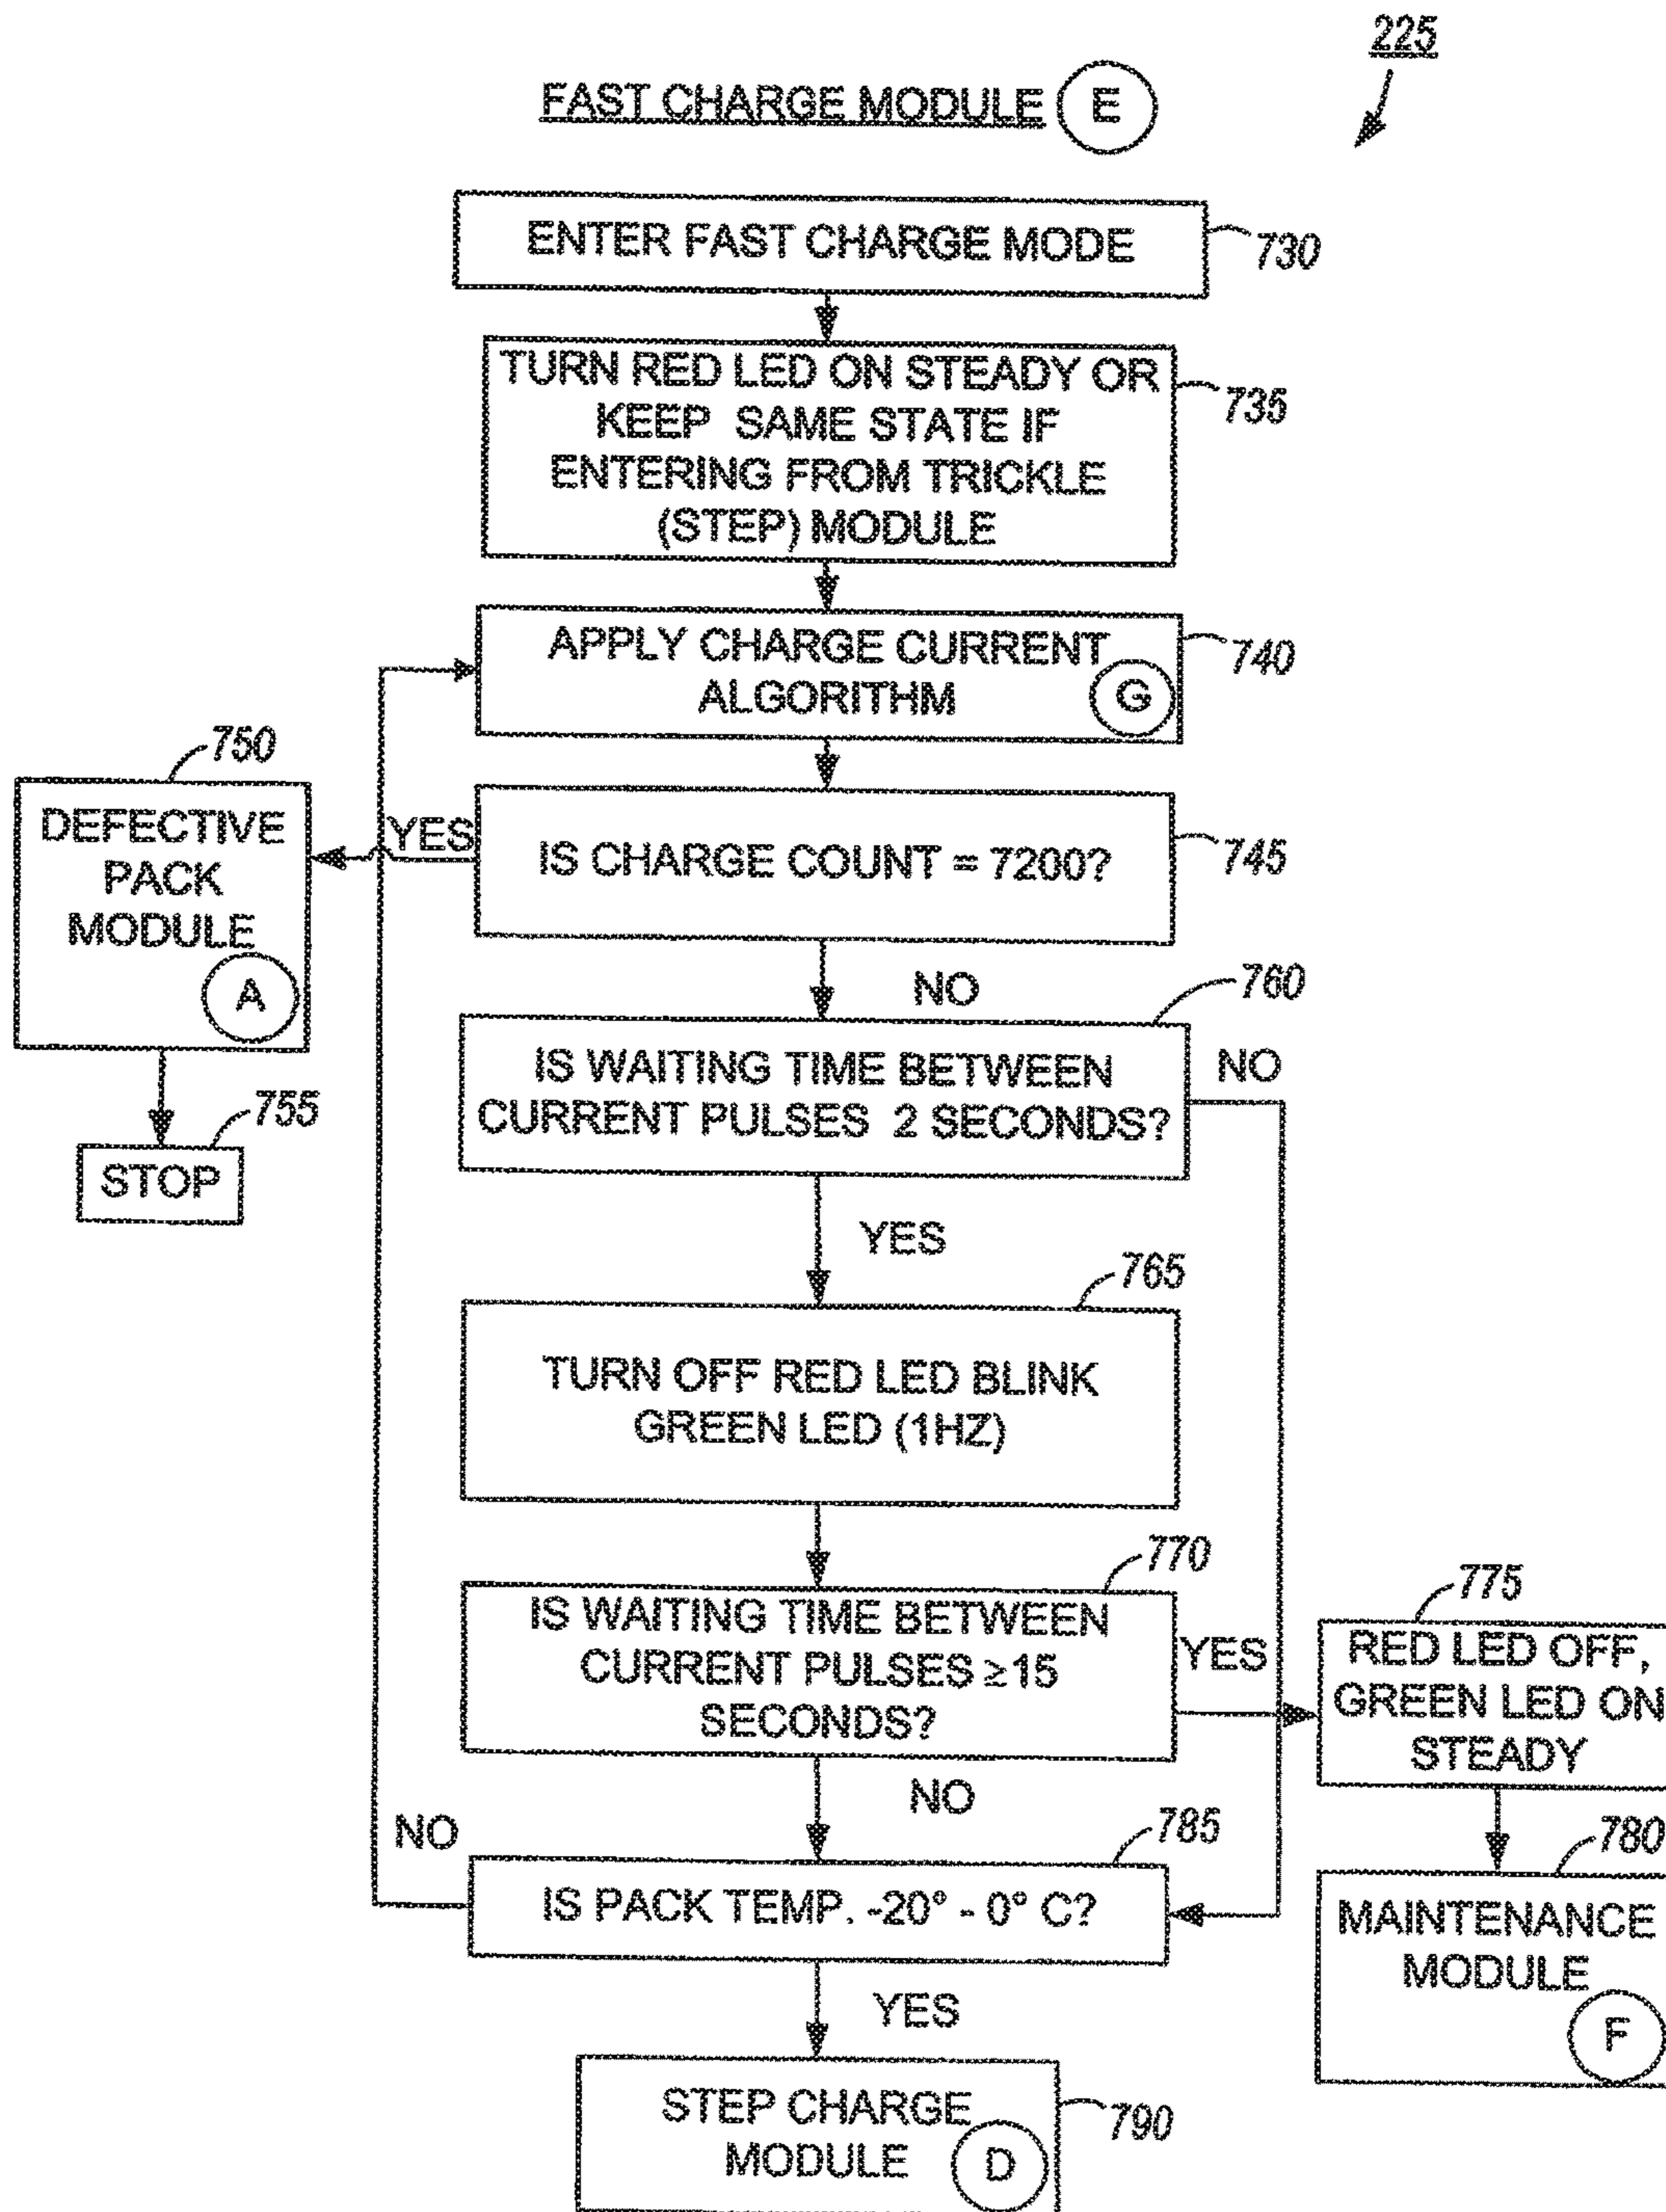 225
FAST CHARGE MODULE E
ENTER FAST CHARGE MODE
730
TURN RED LED ON STEADY OR
KEEP SAME STATE IF
ENTERING FROM TRICKLE
(STEP) MODULE
735
APPLY CHARGE CURRENT
ALGORITHM
G
740
750
DEFECTIVE
PACK
MODULE
A
YES
IS CHARGE COUNT = 7200?
745
NO
760
IS WAITING TIME BETWEEN
CURRENT PULSES 2 SECONDS?
NO
755
STOP
YES
765
TURN OFF RED LED BLINK
GREEN LED (1HZ)
770
IS WAITING TIME BETWEEN
CURRENT PULSES ≥15
SECONDS?
YES
775
RED LED OFF,
GREEN LED ON
STEADY
NO
NO
785
IS PACK TEMP. -20° - 0° C?
780
MAINTENANCE
MODULE
F
YES
STEP CHARGE
MODULE
D
790